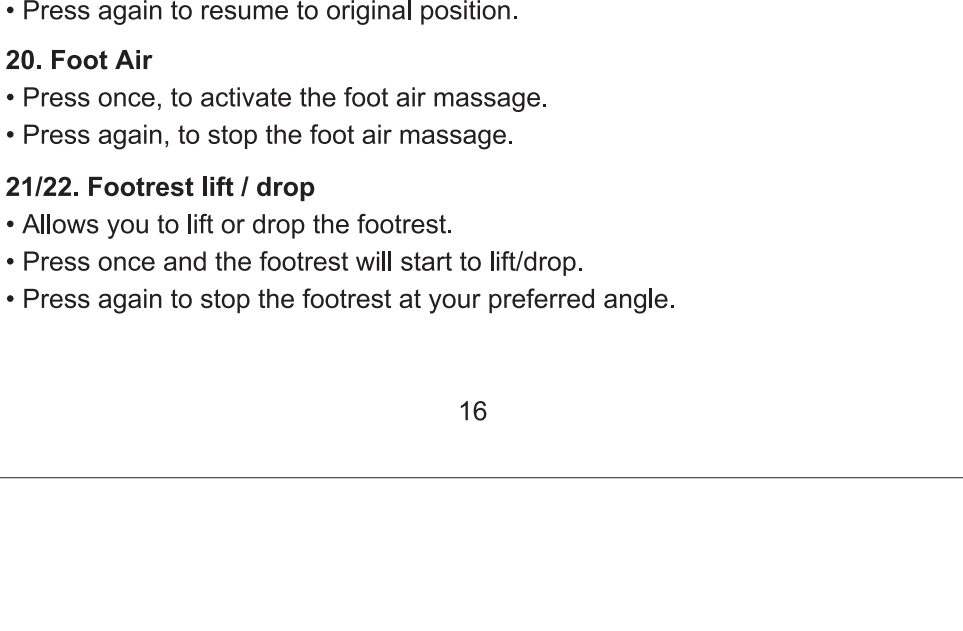 • Press again to resume to original position.
20. Foot Air
• Press once, to activate the foot air massage.
• Press again, to stop the foot air massage.
21/22. Footrest lift / drop
• Allows you to lift or drop the footrest.
• Press once and the footrest will start to lift/drop.
• Press again to stop the footrest at your preferred angle.
16